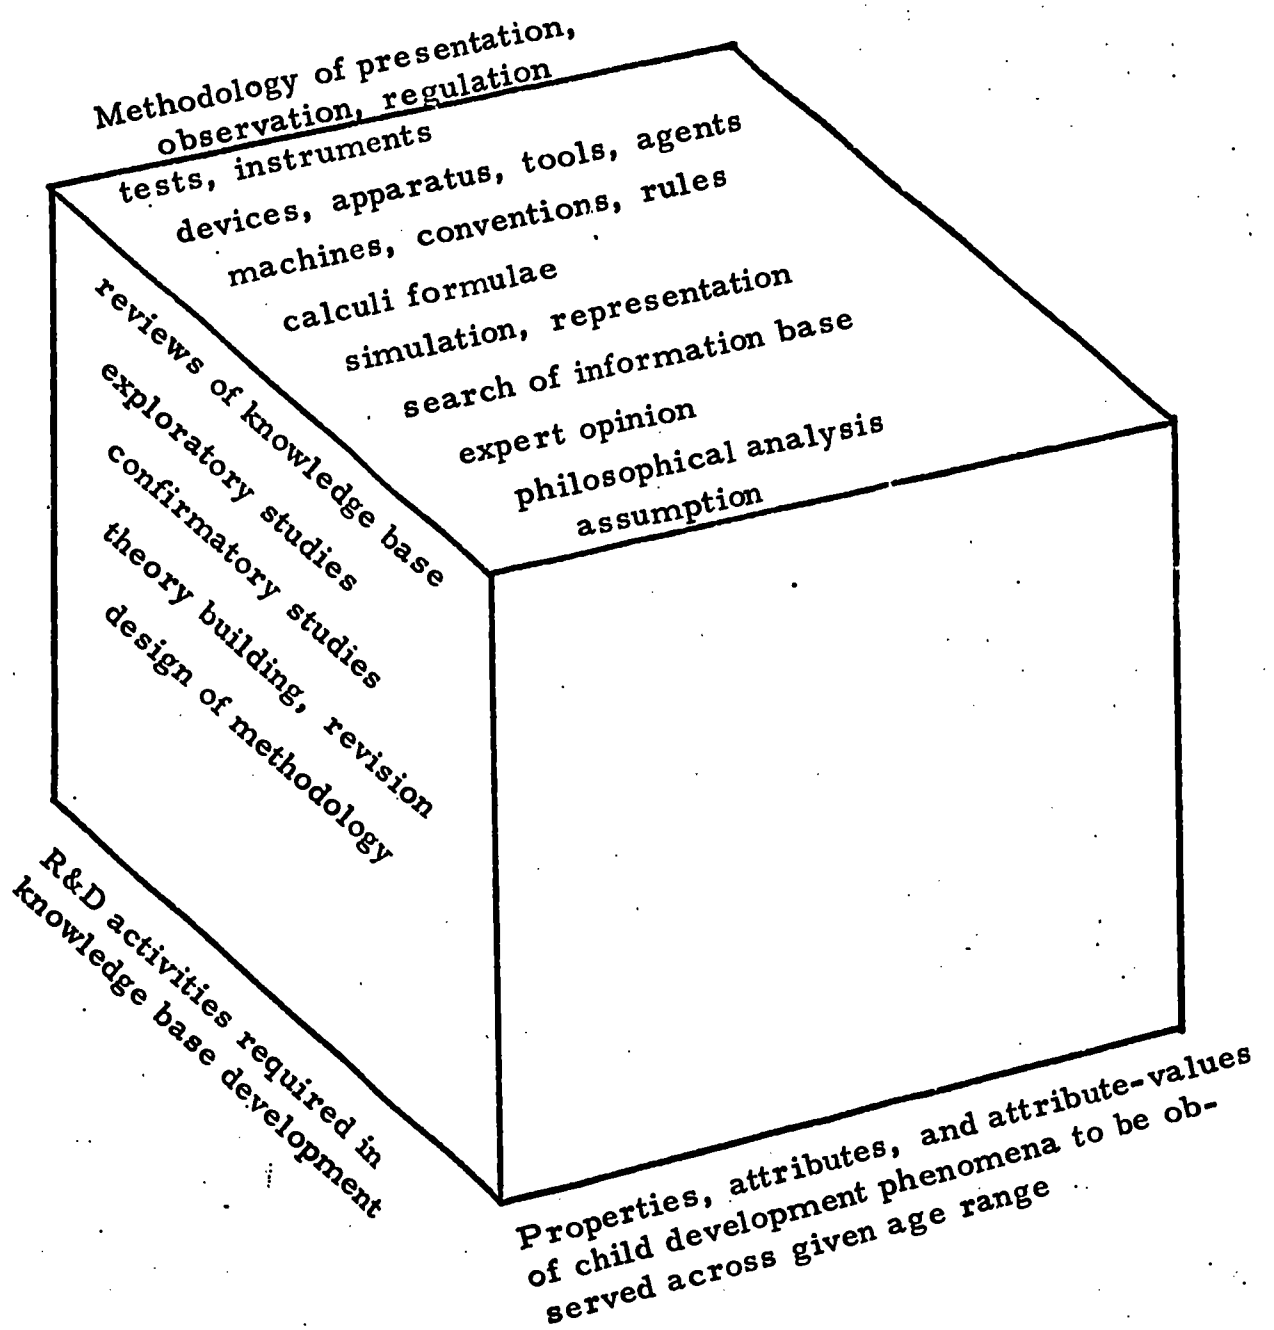 Methodology of presentation,
observation, regulation
tests, instruments
devices, apparatus, tools, agents
machines, conventions, rules
calculi formulae
simulation, representation
search of information base
expert opinion
philosophical analysis
assumption
reviews of knowledge base
exploratory studies
confirmatory studies
theory building, revision
design of methodology
R&D activities required in
knowledge base development
Properties, attributes, and attribute-values
of child development phenomena to be ob-
served across given age range